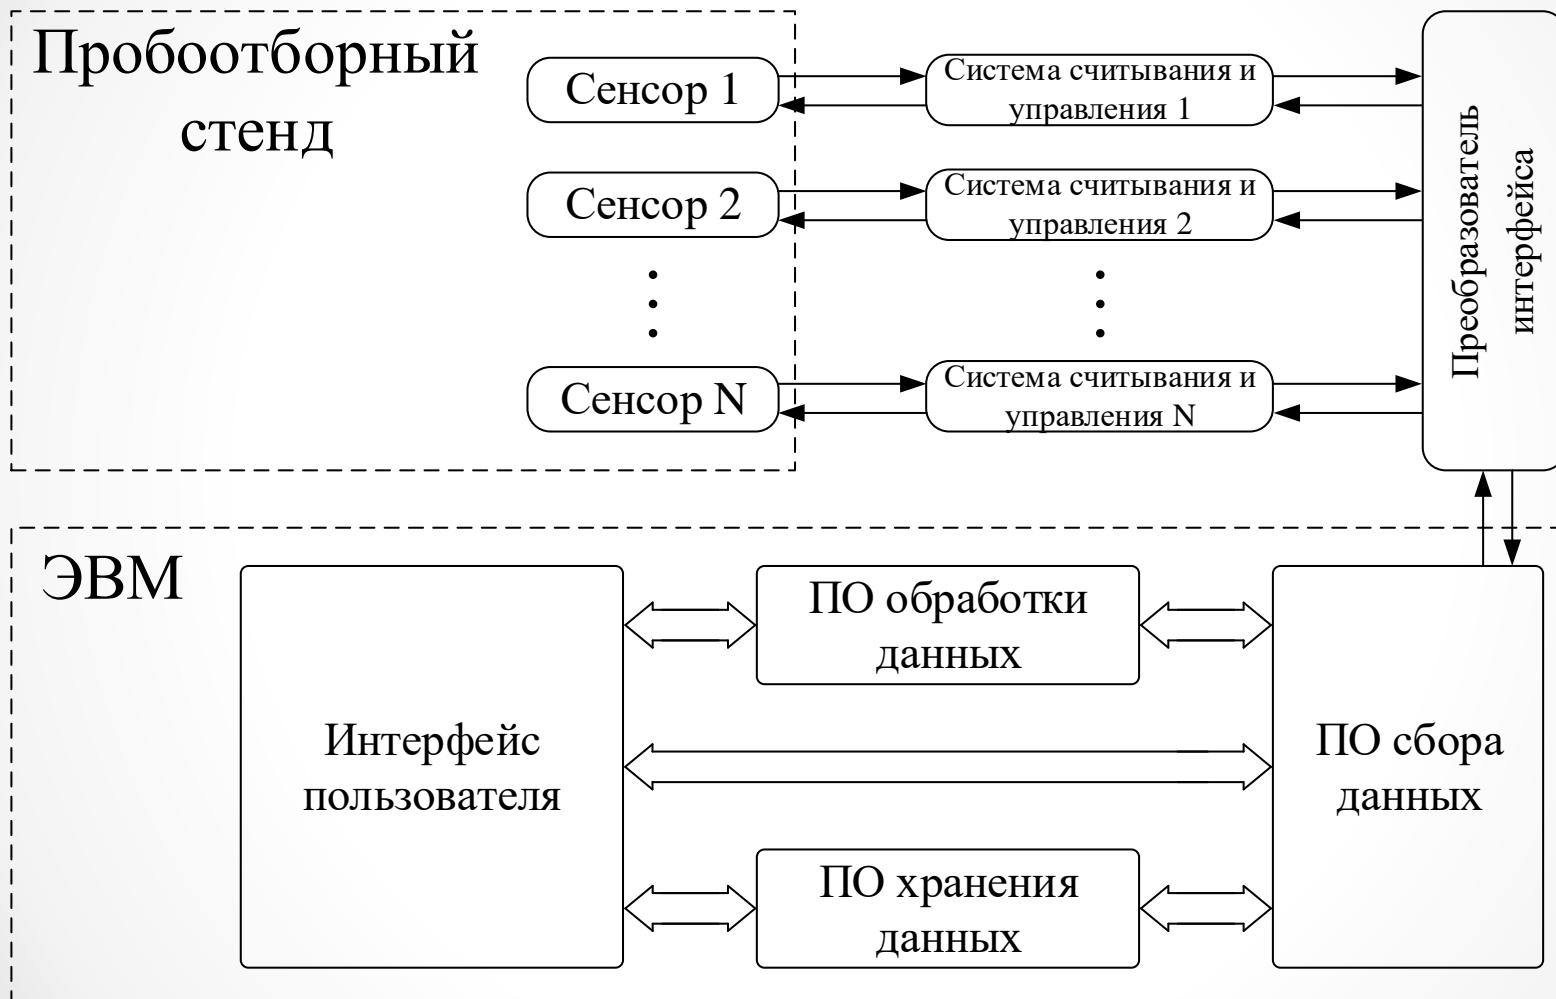 Пробоотборный
стенд
Сенсор 1
Система считывания и
управления 1
Сенсор 2
Система считывания и
управления 2
Сенсор N
Система считывания и
управления N
Преобразователь
интерфейса
ЭВМ
Интерфейс
пользователя
ПО обработки
данных
ПО хранения
данных
ПО сбора
данных